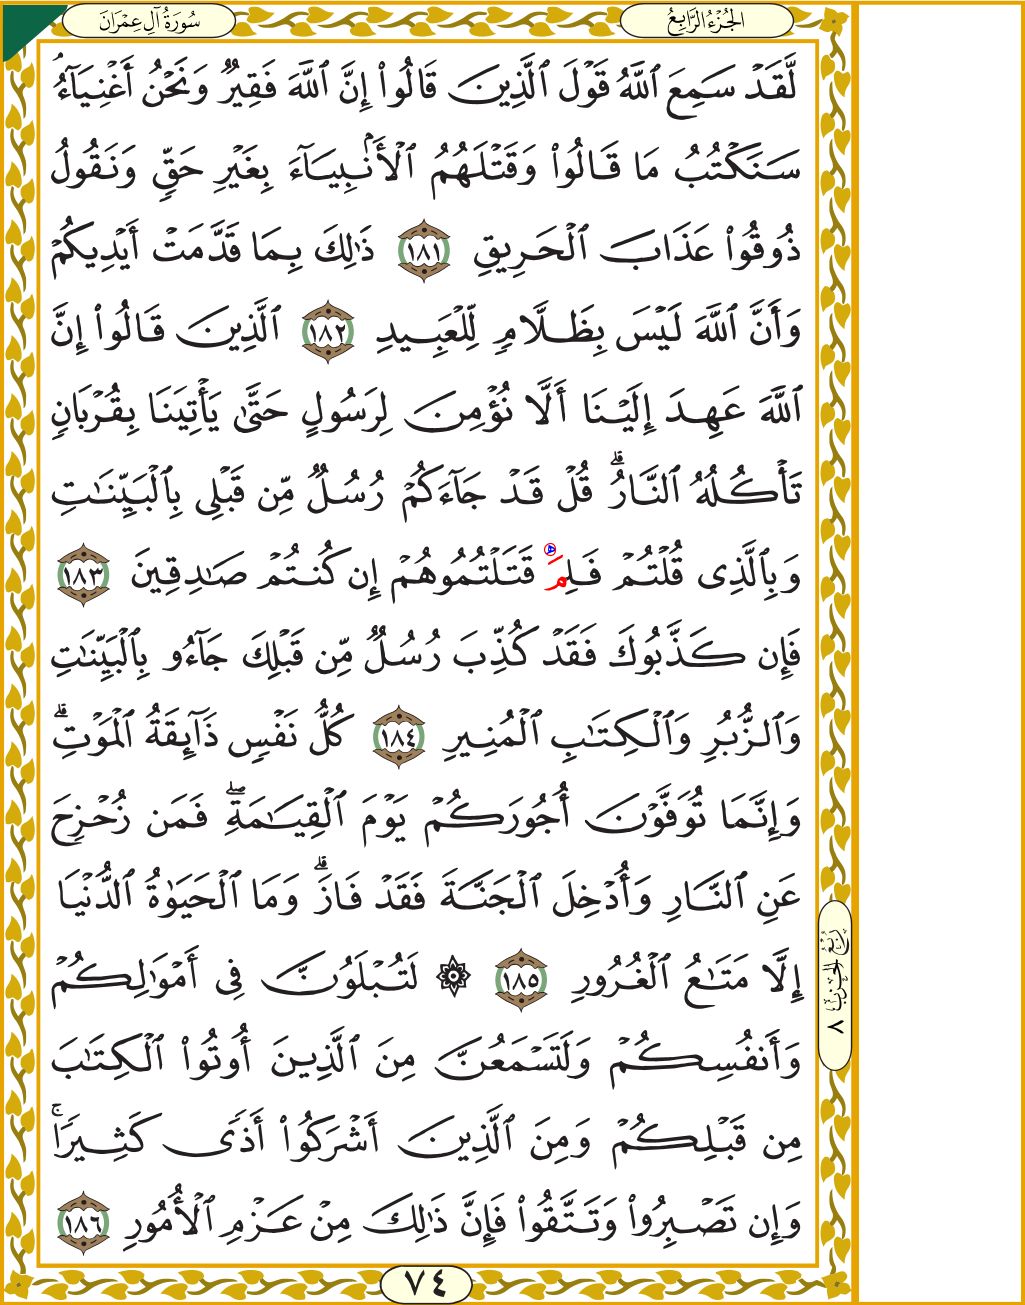 سُورَةُ آلِ عِمْرَانَ
الجُزْءُ الرَّابِعُ
لَّقَدْ سَمِعَ ٱللَّهُ قَوْلَ ٱلَّذِينَ قَالُوٓا۟ إِنَّ ٱللَّهَ فَقِيرٌ وَنَحْنُ أَغْنِيَآءُ
سَنَكْتُبُ مَا قَالُوا۟ وَقَتْلَهُمُ ٱلْأَنۢبِيَآءَ بِغَيْرِ حَقٍّ وَنَقُولُ
ذُوقُوا۟ عَذَابَ ٱلْحَرِيقِ ١٨١ ذَٰلِكَ بِمَا قَدَّمَتْ أَيْدِيكُمْ
وَأَنَّ ٱللَّهَ لَيْسَ بِظَلَّامٍ لِّلْعَبِيدِ ١٨٢ ٱلَّذِينَ قَالُوٓا۟ إِنَّ
ٱللَّهَ عَهِدَ إِلَيْنَآ أَلَّا نُؤْمِنَ لِرَسُولٍ حَتَّىٰ يَأْتِيَنَا بِقُرْبَانٍ
تَأْكُلُهُ ٱلنَّارُۗ قُلْ قَدْ جَآءَكُمْ رُسُلٌ مِّن قَبْلِى بِٱلْبَيِّنَٰتِ
وَبِٱلَّذِى قُلْتُمْ فَلِمَ قَتَلْتُمُوهُمْ إِن كُنتُمْ صَٰدِقِينَ ١٨٣
فَإِن كَذَّبُوكَ فَقَدْ كُذِّبَ رُسُلٌ مِّن قَبْلِكَ جَآءُو بِٱلْبَيِّنَٰتِ
وَٱلزُّبُرِ وَٱلْكِتَٰبِ ٱلْمُنِيرِ ١٨٤ كُلُّ نَفْسٍ ذَآئِقَةُ ٱلْمَوْتِۗ
وَإِنَّمَا تُوَفَّوْنَ أُجُورَكُمْ يَوْمَ ٱلْقِيَٰمَةِۖ فَمَن زُحْزِحَ
عَنِ ٱلنَّارِ وَأُدْخِلَ ٱلْجَنَّةَ فَقَدْ فَازَۗ وَمَا ٱلْحَيَوٰةُ ٱلدُّنْيَآ
إِلَّا مَتَٰعُ ٱلْغُرُورِ ١٨٥ ۞ لَتُبْلَوُنَّ فِىٓ أَمْوَٰلِكُمْ
وَأَنفُسِكُمْ وَلَتَسْمَعُنَّ مِنَ ٱلَّذِينَ أُوتُوا۟ ٱلْكِتَٰبَ
مِن قَبْلِكُمْ وَمِنَ ٱلَّذِينَ أَشْرَكُوٓا۟ أَذًى كَثِيرًاۚ
وَإِن تَصْبِرُوا۟ وَتَتَّقُوا۟ فَإِنَّ ذَٰلِكَ مِنْ عَزْمِ ٱلْأُمُورِ ١٨٦
رُبْعُ الحِزْبِ ٨
٧٤